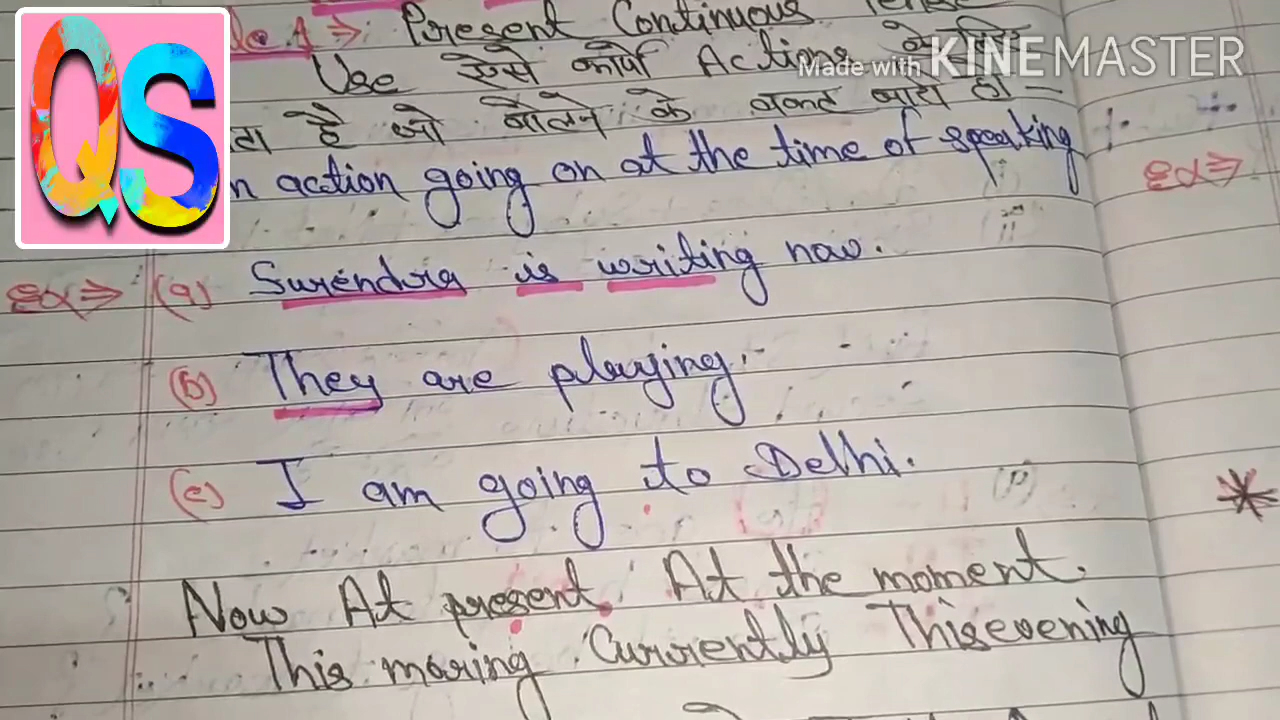 QS
Made with KINEMASTER
Present Continuous
Use ऐसे कार्यो Actions के लिए
है जो बोलने के वक्त जारी हो -
action going on at the time of speaking
Ex⇒
Ex⇒ (a) Surendra is writing now.
(b) They are playing.
(c) I am going to Delhi.
Now At present. At the moment.
This moring Currently This evening